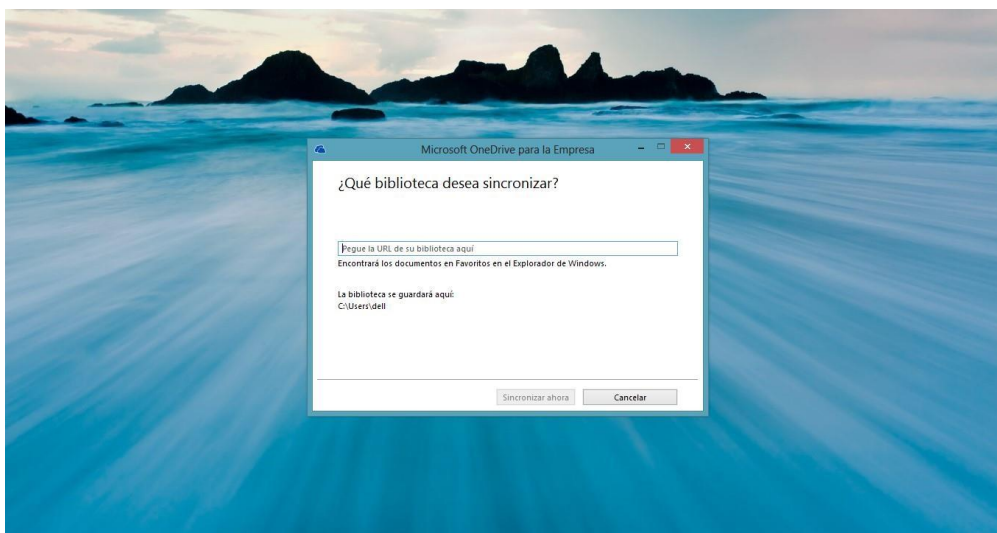 Microsoft OneDrive para la Empresa
¿Qué biblioteca desea sincronizar?
Pegue la URL de su biblioteca aquí
Encontrará los documentos en Favoritos en el Explorador de Windows.
La biblioteca se guardará aquí:
C:\Users\dell
Sincronizar ahora
Cancelar